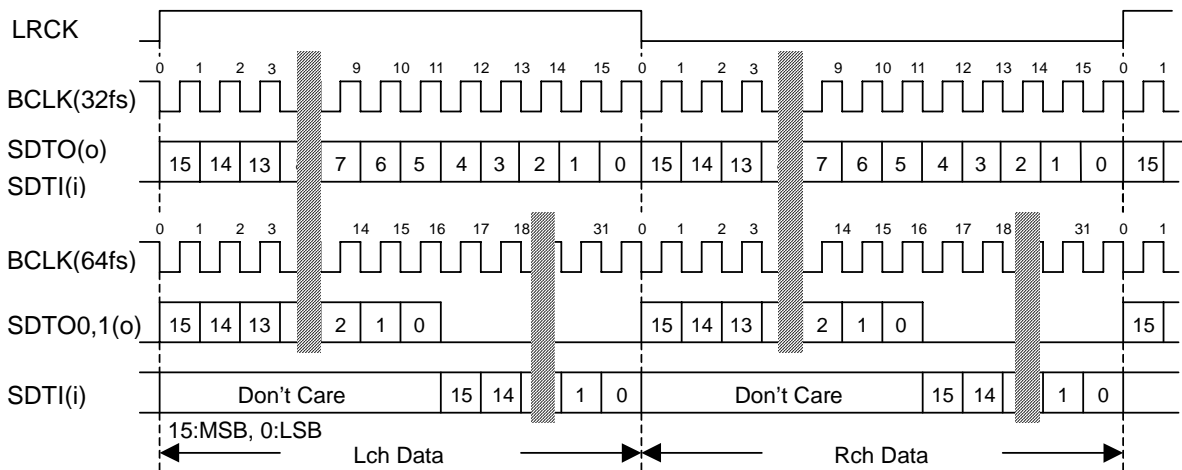 LRCK
0 1 2 3 9 10 11 12 13 14 15 0 1 2 3 9 10 11 12 13 14 15 0 1
BCLK(32fs)
SDTO(o)
15 14 13 7 6 5 4 3 2 1 0 15 14 13 7 6 5 4 3 2 1 0 15
SDTI(i)
0 1 2 3 14 15 16 17 18 31 0 1 2 3 14 15 16 17 18 31 0 1
BCLK(64fs)
SDTO0,1(o) 15 14 13 2 1 0 15 14 13 2 1 0 15
SDTI(i) Don't Care 15 14 1 0 Don't Care 15 14 1 0
15:MSB, 0:LSB
Lch Data Rch Data